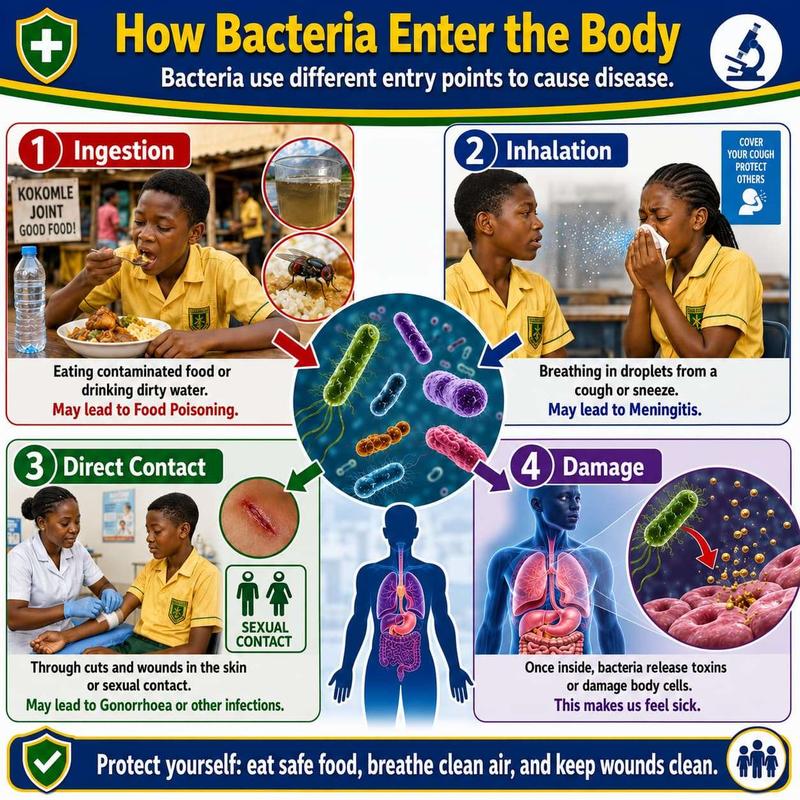 How Bacteria Enter the Body
Bacteria use different entry points to cause disease.
1 Ingestion
KOKOMLE
JOINT
GOOD FOOD!
Eating contaminated food or
drinking dirty water.
May lead to Food Poisoning.
2 Inhalation
COVER
YOUR COUGH
PROTECT
OTHERS
Breathing in droplets from a
cough or sneeze.
May lead to Meningitis.
3 Direct Contact
SEXUAL
CONTACT
Through cuts and wounds in the skin
or sexual contact.
May lead to Gonorrhoea or other infections.
4 Damage
Once inside, bacteria release toxins
or damage body cells.
This makes us feel sick.
Protect yourself: eat safe food, breathe clean air, and keep wounds clean.